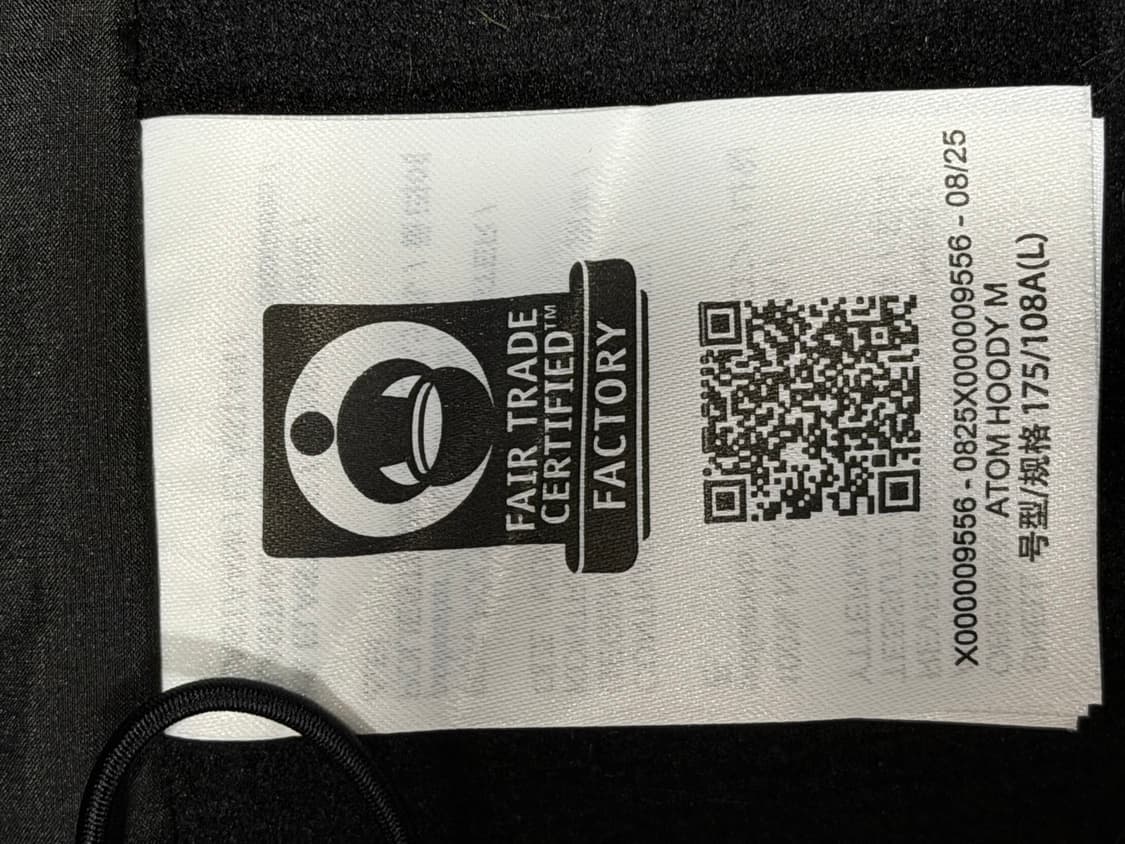 FAIR TRADE
CERTIFIED™
FACTORY
X000009556 - 0825X000009556 - 08/25
ATOM HOODY M
号型/规格 175/108A(L)